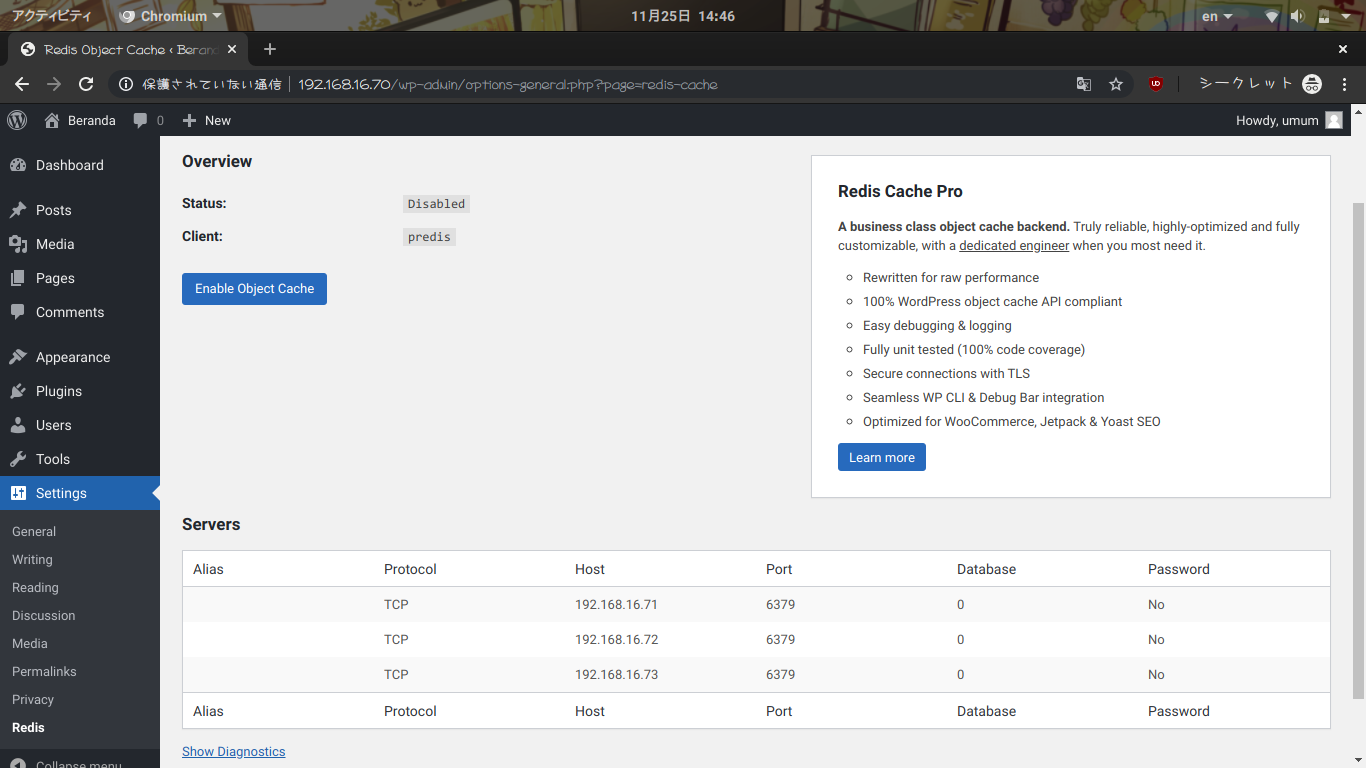 アクティビティ
Chromium
11月25日 14:46
en
Redis Object Cache ‹ Beran
保護されていない通信
192.168.16.70/wp-admin/options-general.php?page=redis-cache
シークレット
Beranda
0
New
Howdy, umum
Dashboard
Posts
Media
Pages
Comments
Appearance
Plugins
Users
Tools
Settings
General
Writing
Reading
Discussion
Media
Permalinks
Privacy
Redis
Collapse menu
Overview
Status: Disabled
Client: predis
Enable Object Cache
Redis Cache Pro
A business class object cache backend. Truly reliable, highly-optimized and fully
customizable, with a dedicated engineer when you most need it.
Rewritten for raw performance
100% WordPress object cache API compliant
Easy debugging & logging
Fully unit tested (100% code coverage)
Secure connections with TLS
Seamless WP CLI & Debug Bar integration
Optimized for WooCommerce, Jetpack & Yoast SEO
Learn more
Servers
Alias Protocol Host Port Database Password
TCP 192.168.16.71 6379 0 No
TCP 192.168.16.72 6379 0 No
TCP 192.168.16.73 6379 0 No
Alias Protocol Host Port Database Password
Show Diagnostics